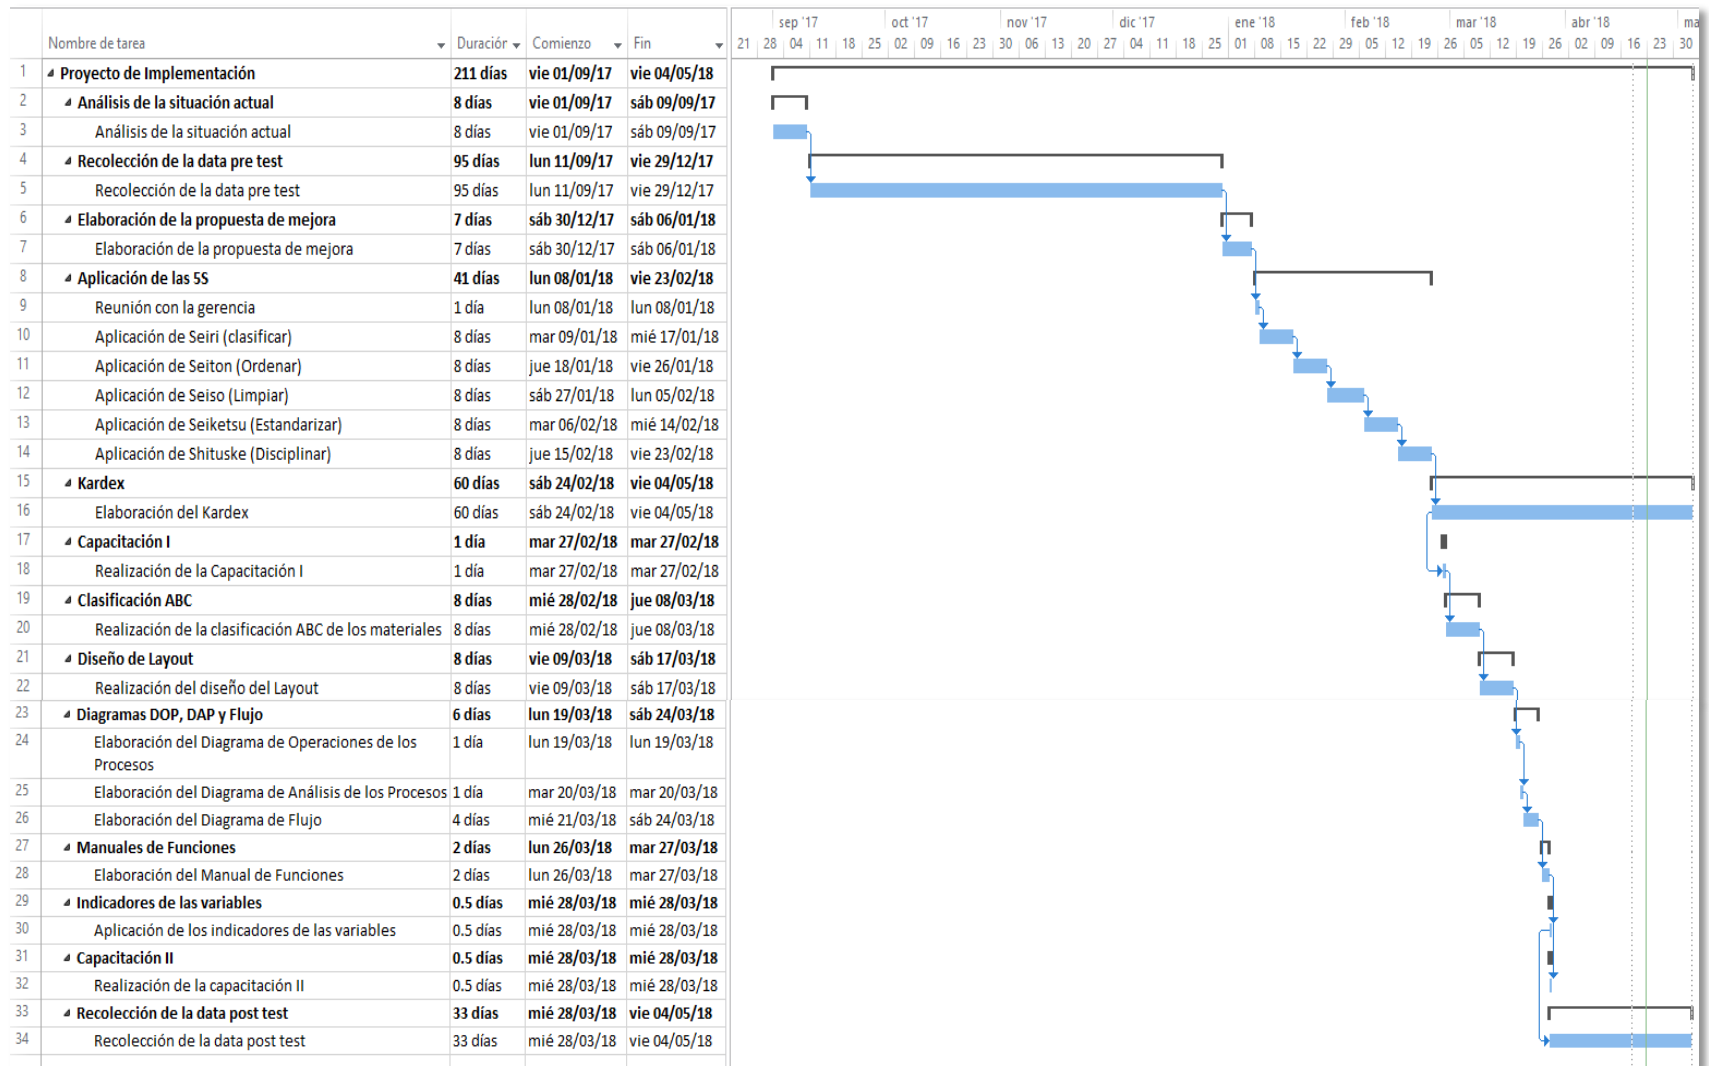 sep '17 oct '17 nov '17 dic '17 ene '18 feb '18 mar '18 abr '18 ma
Nombre de tarea Duración Comienzo Fin 21 28 04 11 18 25 02 09 16 23 30 06 13 20 27 04 11 18 25 01 08 15 22 29 05 12 19 26 05 12 19 26 02 09 16 23 30
1 Proyecto de Implementación 211 días vie 01/09/17 vie 04/05/18
2 Análisis de la situación actual 8 días vie 01/09/17 sáb 09/09/17
3 Análisis de la situación actual 8 días vie 01/09/17 sáb 09/09/17
4 Recolección de la data pre test 95 días lun 11/09/17 vie 29/12/17
5 Recolección de la data pre test 95 días lun 11/09/17 vie 29/12/17
6 Elaboración de la propuesta de mejora 7 días sáb 30/12/17 sáb 06/01/18
7 Elaboración de la propuesta de mejora 7 días sáb 30/12/17 sáb 06/01/18
8 Aplicación de las 5S 41 días lun 08/01/18 vie 23/02/18
9 Reunión con la gerencia 1 día lun 08/01/18 lun 08/01/18
10 Aplicación de Seiri (clasificar) 8 días mar 09/01/18 mié 17/01/18
11 Aplicación de Seiton (Ordenar) 8 días jue 18/01/18 vie 26/01/18
12 Aplicación de Seiso (Limpiar) 8 días sáb 27/01/18 lun 05/02/18
13 Aplicación de Seiketsu (Estandarizar) 8 días mar 06/02/18 mié 14/02/18
14 Aplicación de Shituske (Disciplinar) 8 días jue 15/02/18 vie 23/02/18
15 Kardex 60 días sáb 24/02/18 vie 04/05/18
16 Elaboración del Kardex 60 días sáb 24/02/18 vie 04/05/18
17 Capacitación I 1 día mar 27/02/18 mar 27/02/18
18 Realización de la Capacitación I 1 día mar 27/02/18 mar 27/02/18
19 Clasificación ABC 8 días mié 28/02/18 jue 08/03/18
20 Realización de la clasificación ABC de los materiales 8 días mié 28/02/18 jue 08/03/18
21 Diseño de Layout 8 días vie 09/03/18 sáb 17/03/18
22 Realización del diseño del Layout 8 días vie 09/03/18 sáb 17/03/18
23 Diagramas DOP, DAP y Flujo 6 días lun 19/03/18 sáb 24/03/18
24 Elaboración del Diagrama de Operaciones de los 1 día lun 19/03/18 lun 19/03/18
Procesos
25 Elaboración del Diagrama de Análisis de los Procesos 1 día mar 20/03/18 mar 20/03/18
26 Elaboración del Diagrama de Flujo 4 días mié 21/03/18 sáb 24/03/18
27 Manuales de Funciones 2 días lun 26/03/18 mar 27/03/18
28 Elaboración del Manual de Funciones 2 días lun 26/03/18 mar 27/03/18
29 Indicadores de las variables 0.5 días mié 28/03/18 mié 28/03/18
30 Aplicación de los indicadores de las variables 0.5 días mié 28/03/18 mié 28/03/18
31 Capacitación II 0.5 días mié 28/03/18 mié 28/03/18
32 Realización de la capacitación II 0.5 días mié 28/03/18 mié 28/03/18
33 Recolección de la data post test 33 días mié 28/03/18 vie 04/05/18
34 Recolección de la data post test 33 días mié 28/03/18 vie 04/05/18